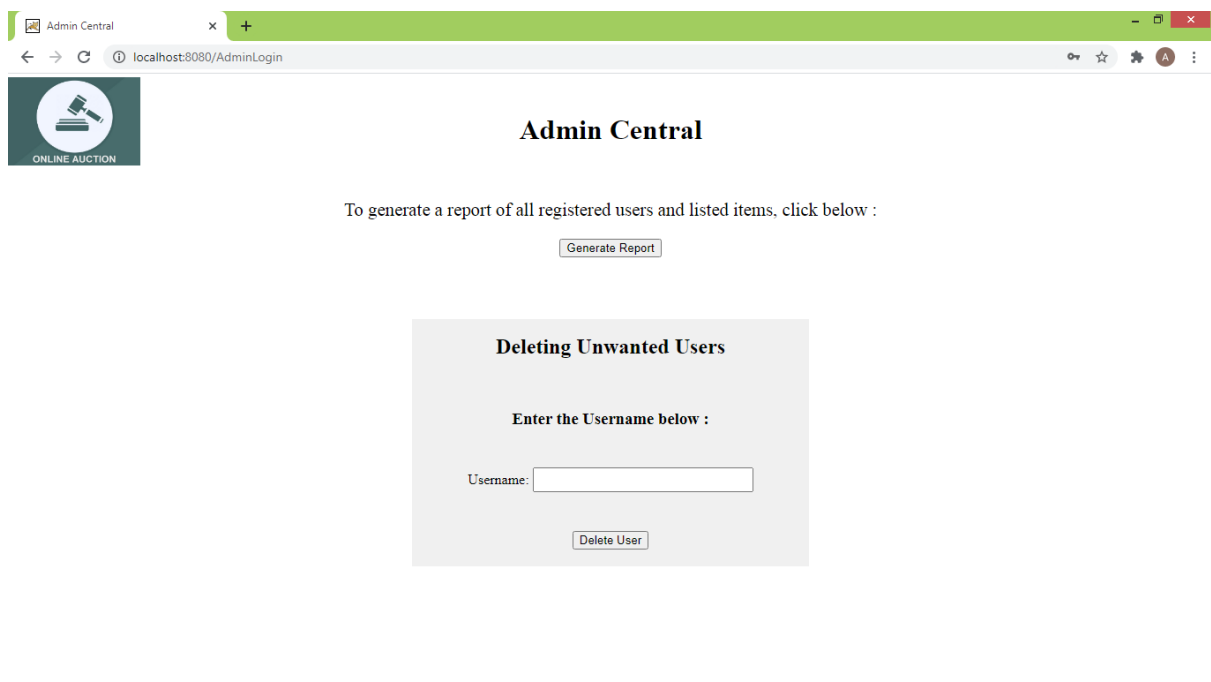 Admin Central
localhost:8080/AdminLogin
A
ONLINE AUCTION
Admin Central
To generate a report of all registered users and listed items, click below :
Generate Report
Deleting Unwanted Users
Enter the Username below :
Username:
Delete User